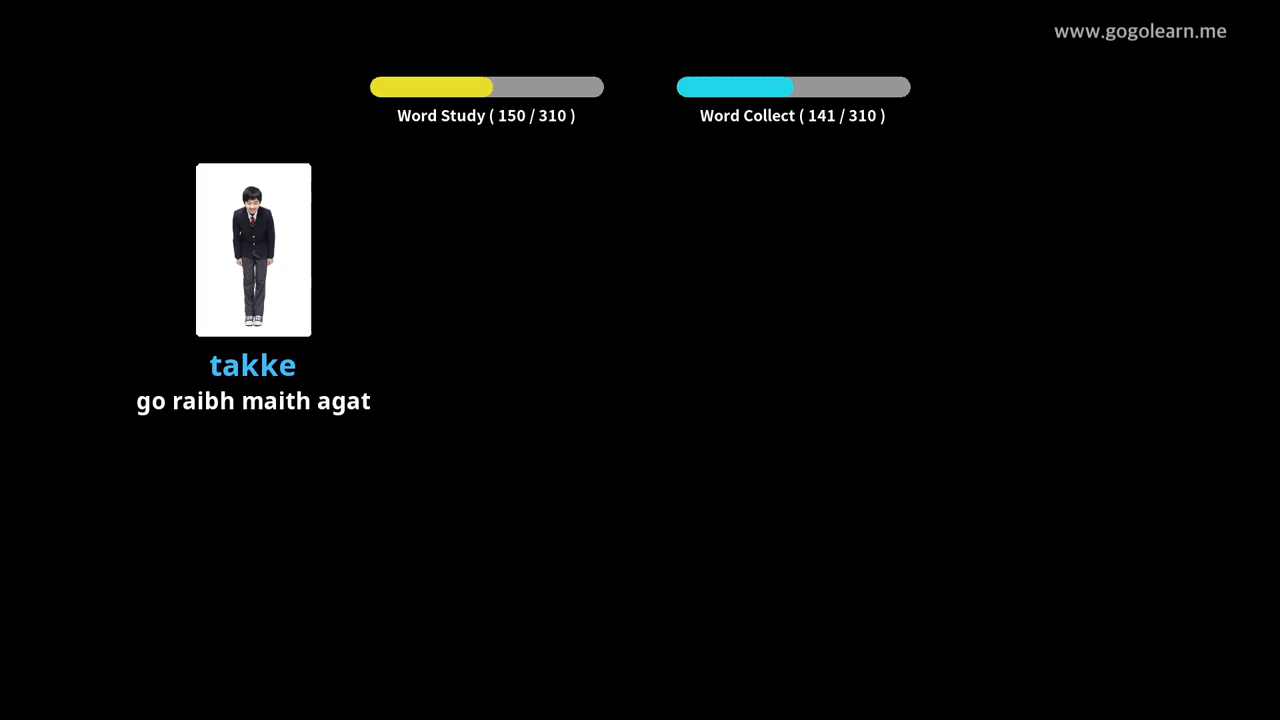 www.gogolearn.me
Word Study ( 150 / 310 )
Word Collect ( 141 / 310 )
takke
go raibh maith agat